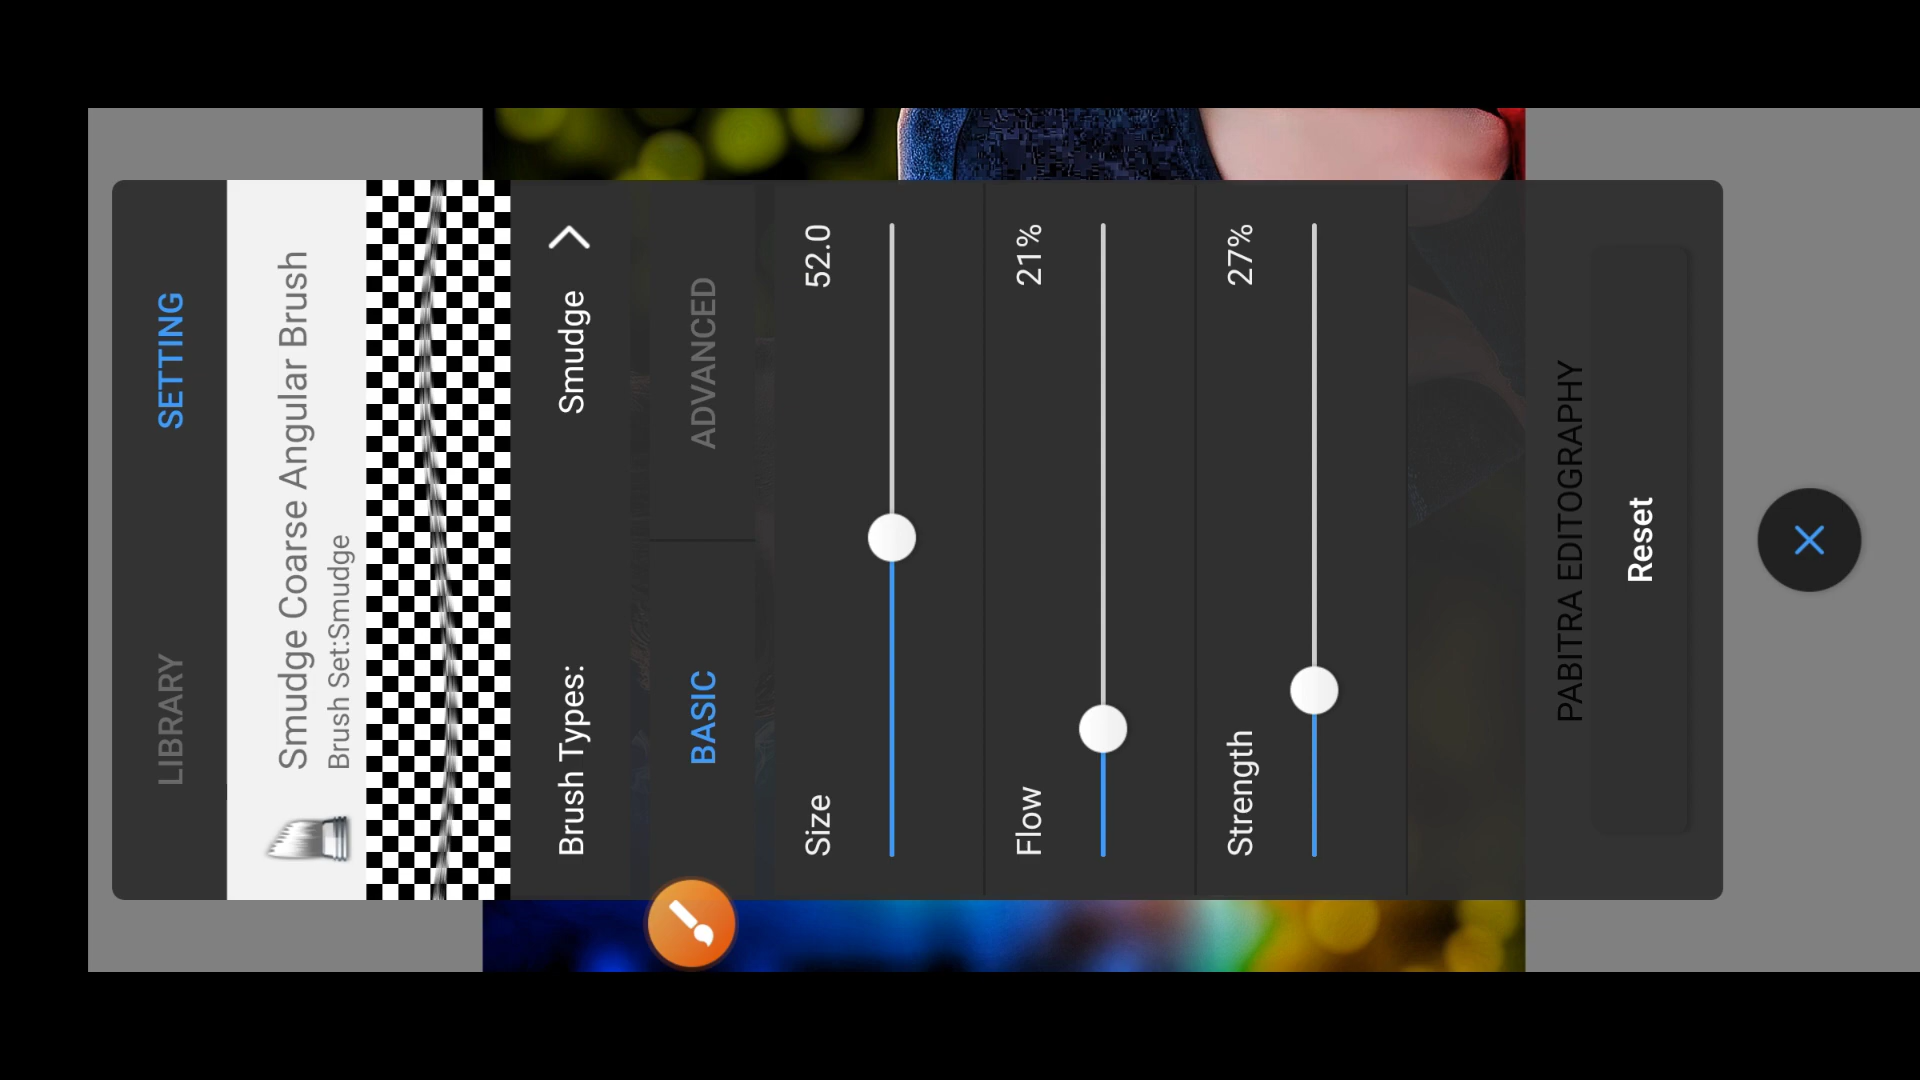 LIBRARY SETTING
Smudge Coarse Angular Brush
Brush Set:Smudge
Brush Types: Smudge
BASIC ADVANCED
Size 52.0
Flow 21%
Strength 27%
PABITRA EDITOGRAPHY
Reset